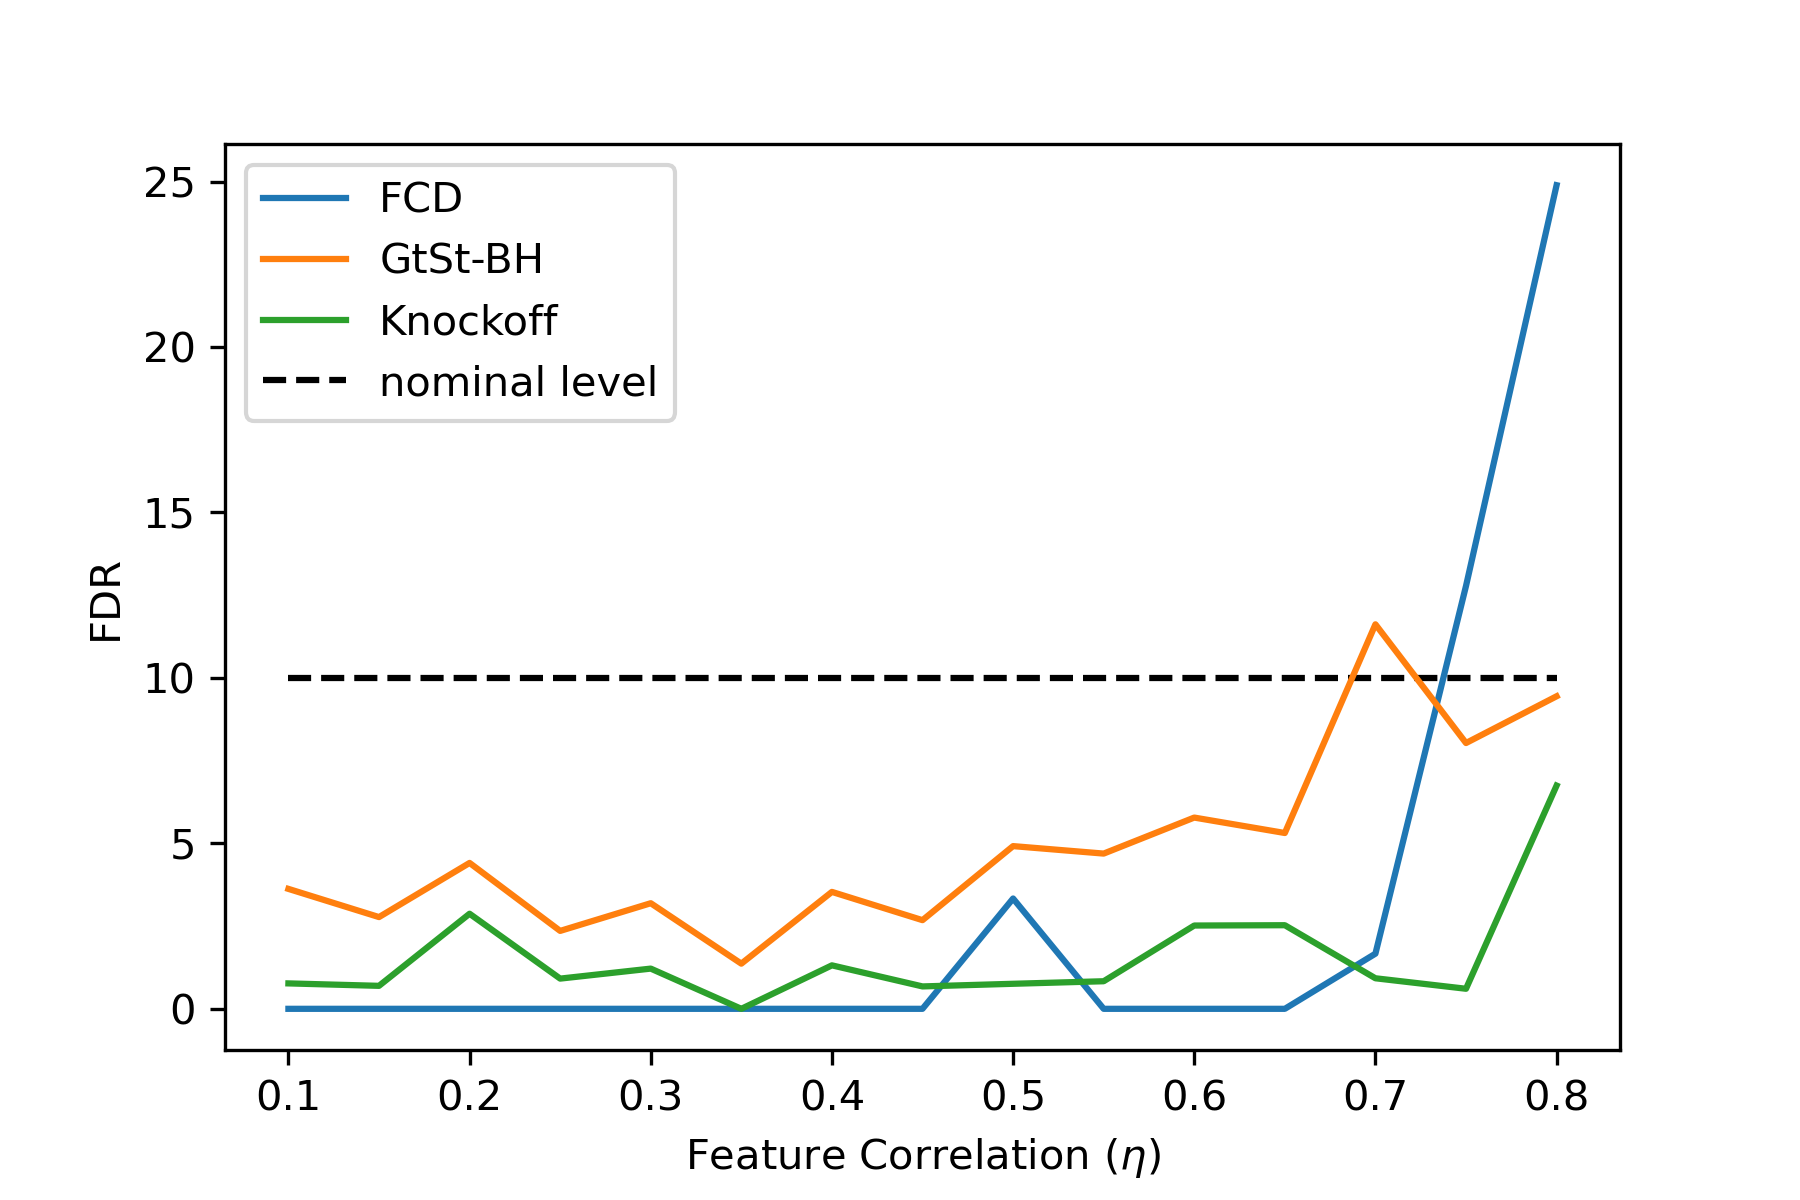 FCD
GtSt-BH
Knockoff
nominal level
25
20
15
10
5
0
FDR
0.1 0.2 0.3 0.4 0.5 0.6 0.7 0.8
Feature Correlation (η)